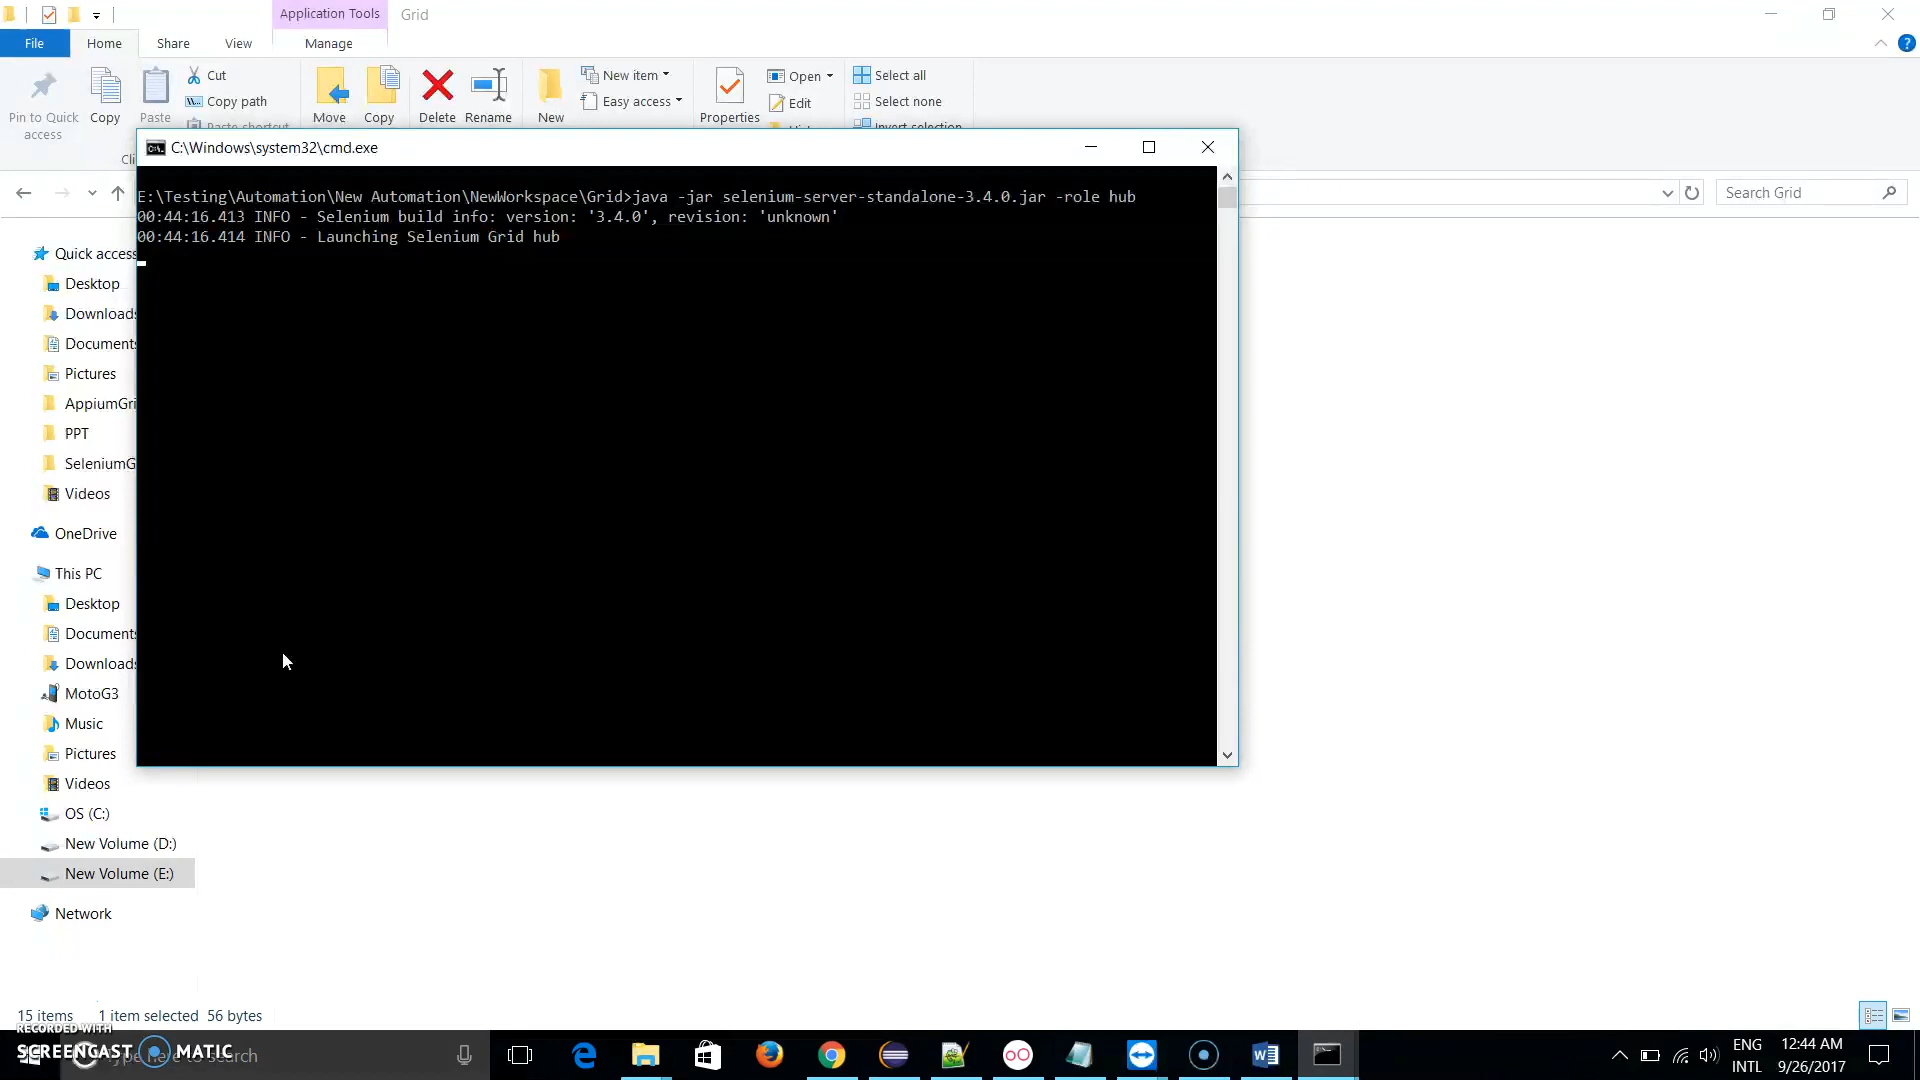 Application Tools
Grid
File
Home
Share
View
Manage
Pin to Quick access
Copy
Paste
Cut
Copy path
Paste shortcut
Move
Copy
Delete
Rename
New
New item
Easy access
Properties
Open
Edit
Select all
Select none
Invert selection
C:\Windows\system32\cmd.exe
E:\Testing\Automation\New Automation\NewWorkspace\Grid>java -jar selenium-server-standalone-3.4.0.jar -role hub
00:44:16.413 INFO - Selenium build info: version: '3.4.0', revision: 'unknown'
00:44:16.414 INFO - Launching Selenium Grid hub
Search Grid
Quick access
Desktop
Downloads
Documents
Pictures
AppiumGri
PPT
SeleniumG
Videos
OneDrive
This PC
Desktop
Documents
Downloads
MotoG3
Music
Pictures
Videos
OS (C:)
New Volume (D:)
New Volume (E:)
Network
15 items
1 item selected 56 bytes
RECORDED WITH
SCREENCAST MATIC
Type here to search
ENG
INTL
12:44 AM
9/26/2017